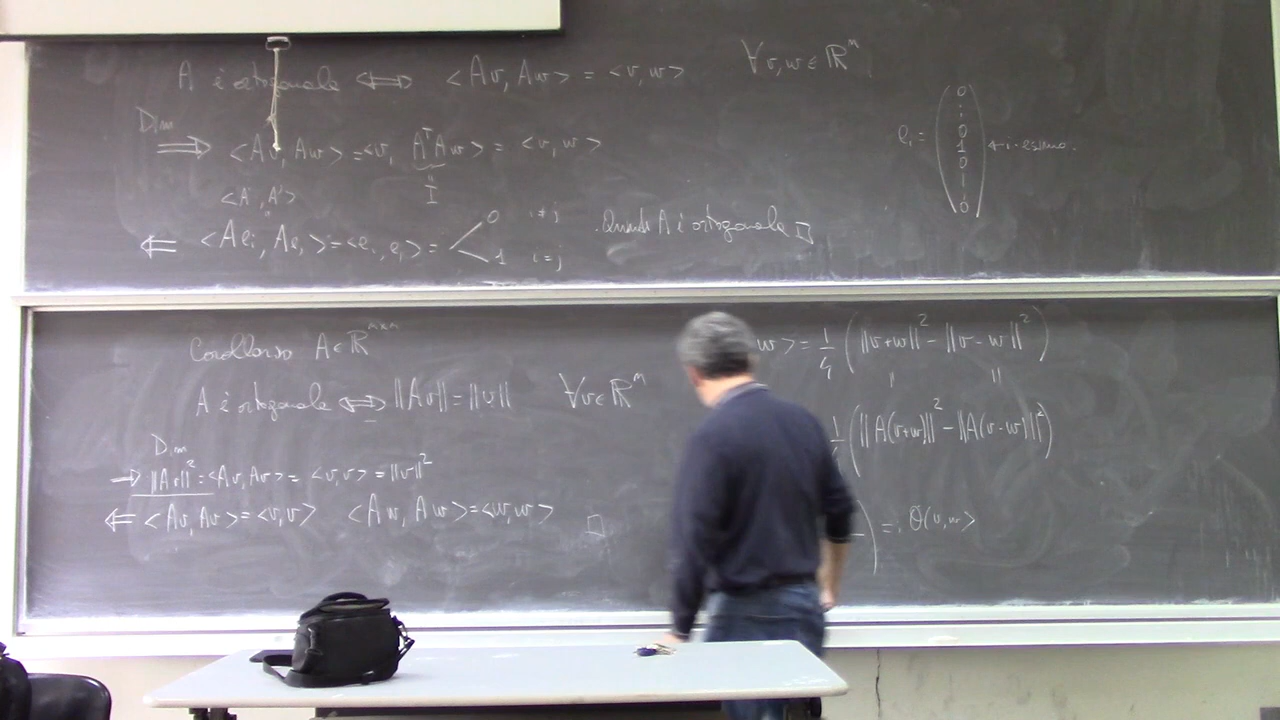 A è ortogonale ⟺ <Av, Aw> = <v, w> ∀ v, w ∈ ℝⁿ
Dim
⟹ <Av, Aw> = <v, AᵀAw> = <v, w>
"
I
<Aⁱ, Aʲ>
"
⟸ <Aeᵢ, Aeⱼ> = <eᵢ, eⱼ> = 0 i≠j
1 i=j
Quindi A è ortogonale □
eᵢ = ( 0 ⋮ 0 1 0 ⋮ 0 ) ← i-esimo.
Corollario A ∈ ℝⁿˣⁿ
A è ortogonale ⟺ ||Av|| = ||v|| ∀v ∈ ℝⁿ
Dim
→ ||Av||² = <Av, Av> = <v, v> = ||v||²
⟸ <Av, Av> = <v, v> <Aw, Aw> = <w, w> □
w> = 1/4 ( ||v+w||² - ||v-w||² )
" "
( ||A(v+w)||² - ||A(v-w)||² )